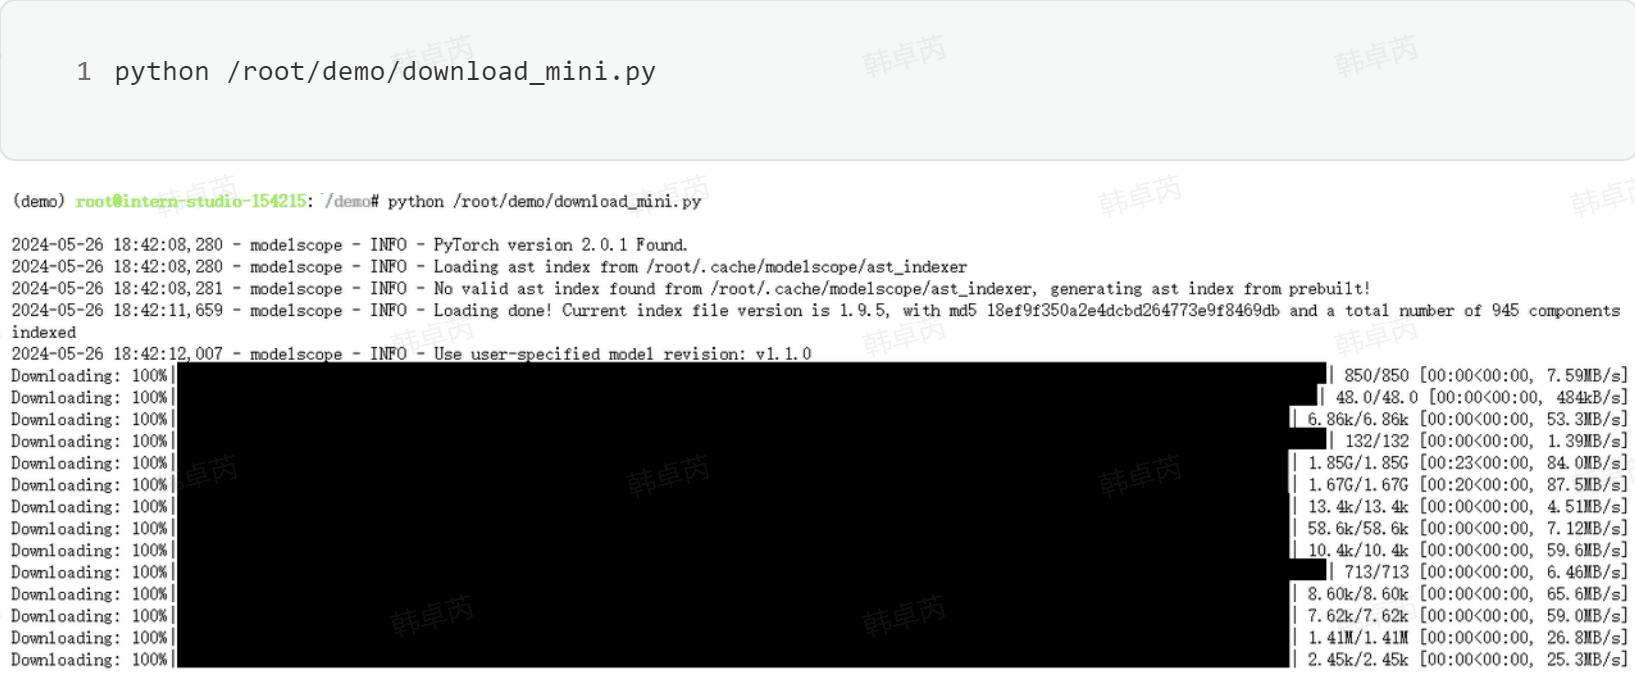 1 python /root/demo/download_mini.py
(demo) root@intern-studio-154215:~/demo# python /root/demo/download_mini.py
2024-05-26 18:42:08,280 - modelscope - INFO - PyTorch version 2.0.1 Found.
2024-05-26 18:42:08,280 - modelscope - INFO - Loading ast index from /root/.cache/modelscope/ast_indexer
2024-05-26 18:42:08,281 - modelscope - INFO - No valid ast index found from /root/.cache/modelscope/ast_indexer, generating ast index from prebuilt!
2024-05-26 18:42:11,659 - modelscope - INFO - Loading done! Current index file version is 1.9.5, with md5 18ef9f350a2e4dcbd264773e9f8469db and a total number of 945 components
indexed
2024-05-26 18:42:12,007 - modelscope - INFO - Use user-specified model revision: v1.1.0
Downloading: 100%| | 850/850 [00:00<00:00, 7.59MB/s]
Downloading: 100%| | 48.0/48.0 [00:00<00:00, 484kB/s]
Downloading: 100%| | 6.86k/6.86k [00:00<00:00, 53.3MB/s]
Downloading: 100%| | 132/132 [00:00<00:00, 1.39MB/s]
Downloading: 100%| | 1.85G/1.85G [00:23<00:00, 84.0MB/s]
Downloading: 100%| | 1.67G/1.67G [00:20<00:00, 87.5MB/s]
Downloading: 100%| | 13.4k/13.4k [00:00<00:00, 4.51MB/s]
Downloading: 100%| | 58.6k/58.6k [00:00<00:00, 7.12MB/s]
Downloading: 100%| | 10.4k/10.4k [00:00<00:00, 59.6MB/s]
Downloading: 100%| | 713/713 [00:00<00:00, 6.46MB/s]
Downloading: 100%| | 8.60k/8.60k [00:00<00:00, 65.6MB/s]
Downloading: 100%| | 7.62k/7.62k [00:00<00:00, 59.0MB/s]
Downloading: 100%| | 1.41M/1.41M [00:00<00:00, 26.8MB/s]
Downloading: 100%| | 2.45k/2.45k [00:00<00:00, 25.3MB/s]
韩卓芮